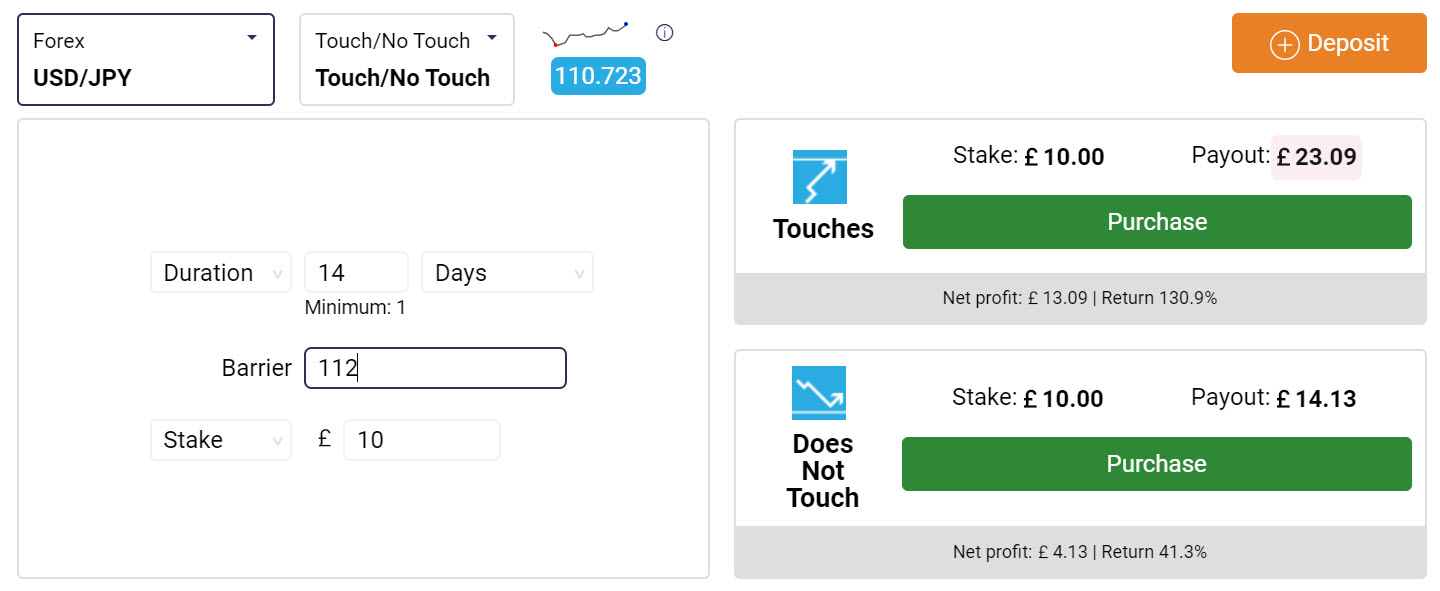 Forex
USD/JPY
Touch/No Touch
Touch/No Touch
110.723
Deposit
Duration 14 Days
Minimum: 1
Barrier 112
Stake £ 10
Touches
Stake: £ 10.00 Payout: £ 23.09
Purchase
Net profit: £ 13.09 | Return 130.9%
Does
Not
Touch
Stake: £ 10.00 Payout: £ 14.13
Purchase
Net profit: £ 4.13 | Return 41.3%